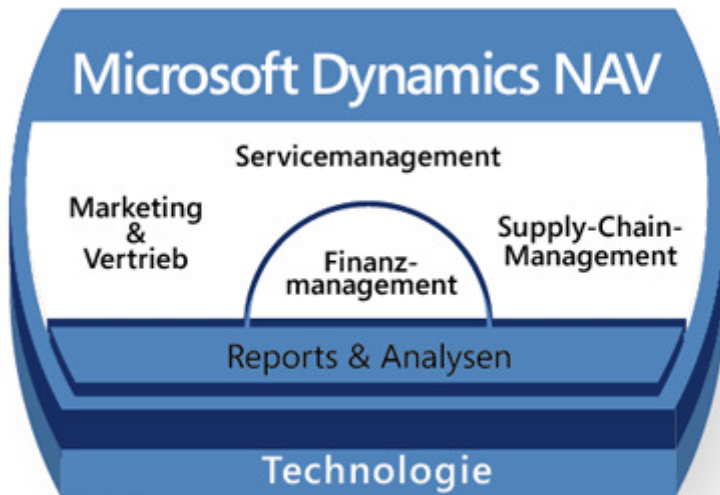 Microsoft Dynamics NAV
Servicemanagement
Marketing
&
Vertrieb
Finanz-
management
Supply-Chain-
Management
Reports & Analysen
Technologie